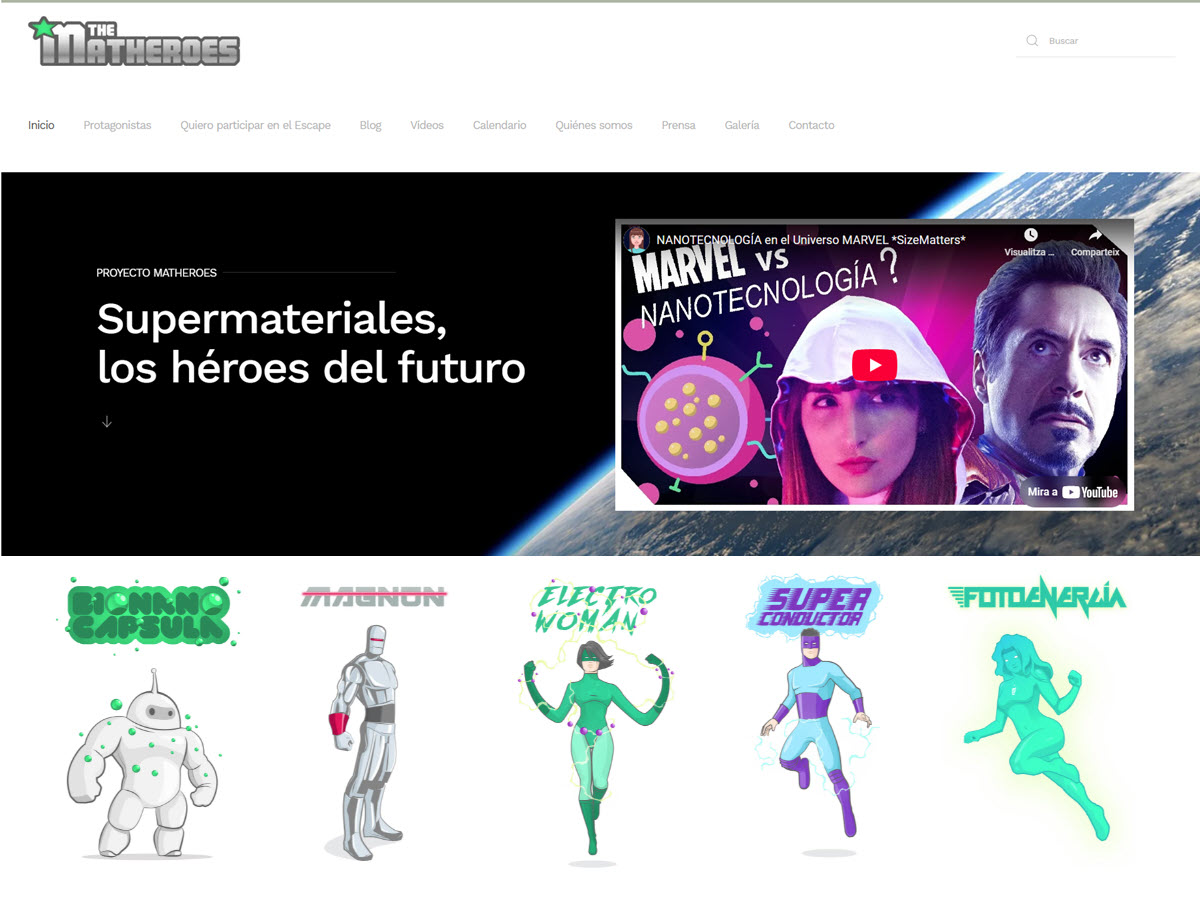 THE
MATHEROES
Buscar
Inicio
Protagonistas
Quiero participar en el Escape
Blog
Vídeos
Calendario
Quiénes somos
Prensa
Galería
Contacto
PROYECTO MATHEROES
Supermateriales,
los héroes del futuro
NANOTECNOLOGÍA en el Universo MARVEL *SizeMatters*
Visualitza ...
Comparteix
MARVEL VS
NANOTECNOLOGÍA?
Mira a YouTube
BIONANO
CAPSULA
MAGNON
ELECTRO
WOMAN
SUPER
CONDUCTOR
FOTOENERGÍA